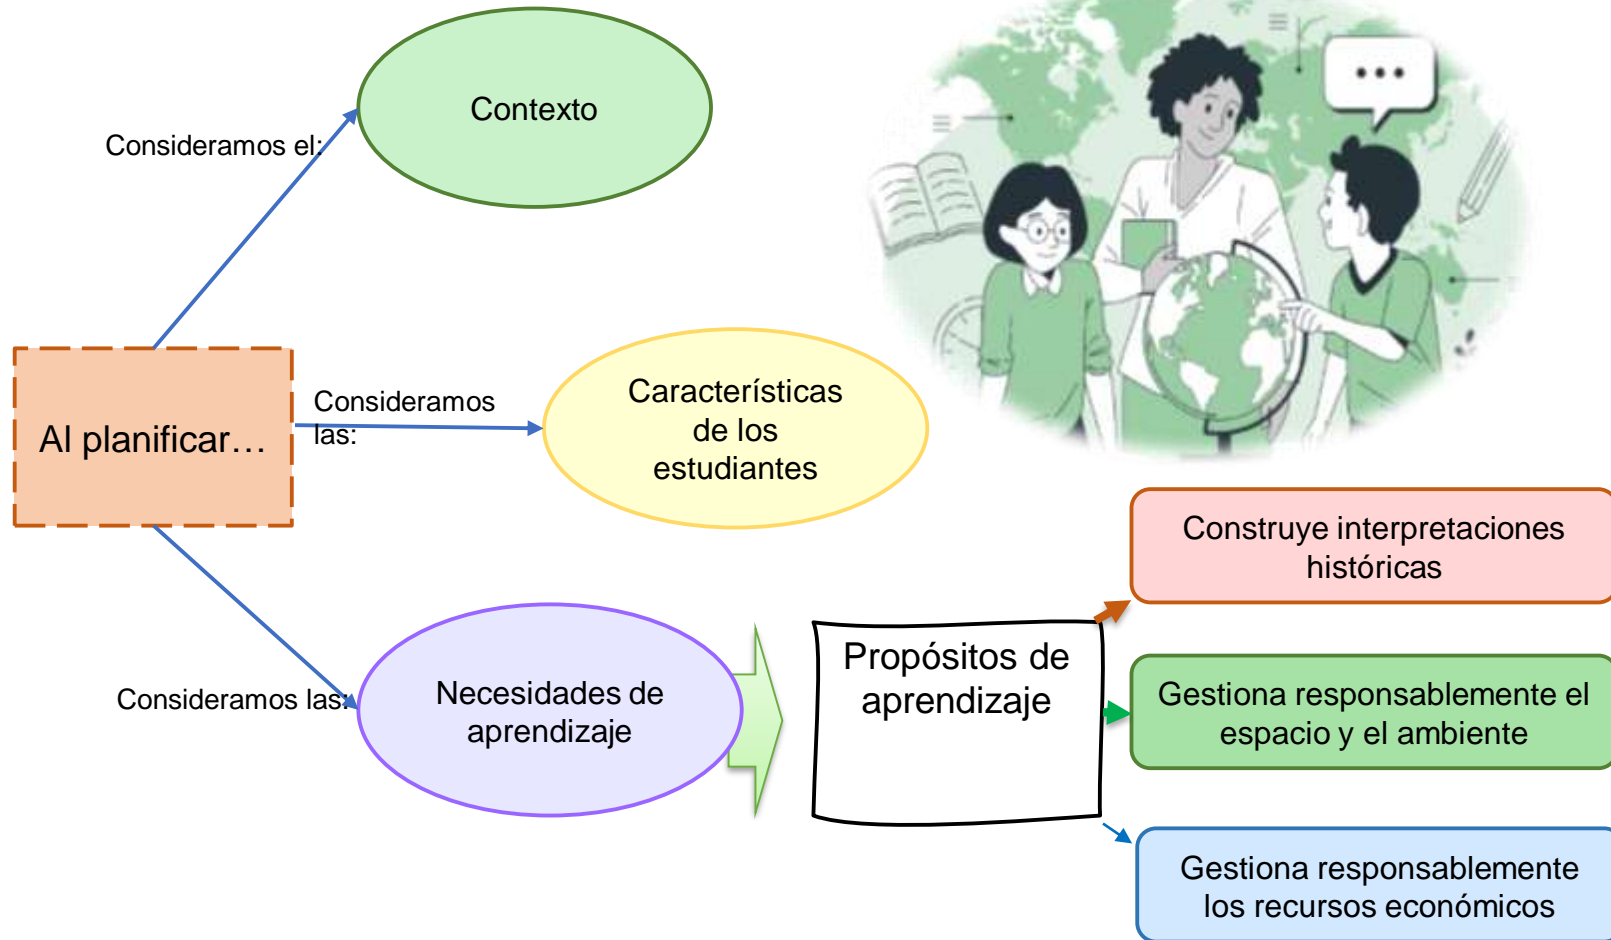 Contexto
Consideramos el:
Al planificar…
Consideramos
las:
Característícas
de los
estudiantes
Consideramos las:
Necesidades de
aprendizaje
Propósitos de
aprendizaje
Construye interpretaciones
históricas
Gestiona responsablemente el
espacio y el ambiente
Gestiona responsablemente
los recursos económicos